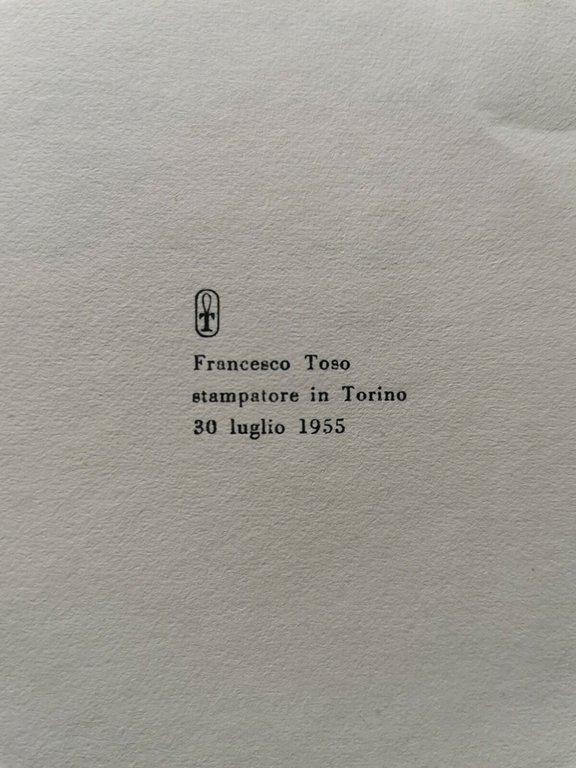 T
Francesco Toso
stampatore in Torino
30 luglio 1955